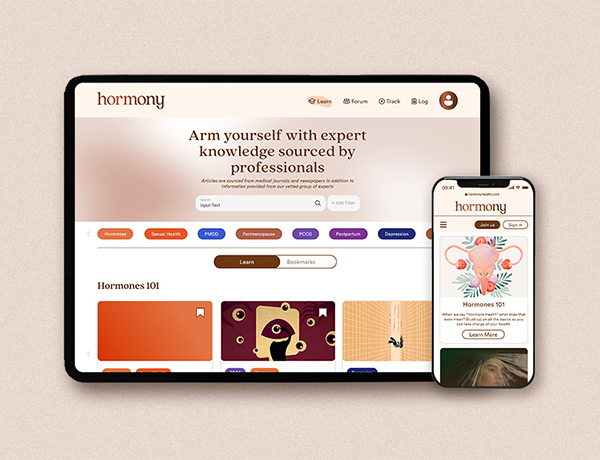 hormony
Learn
Forum
Track
Log
Arm yourself with expert
knowledge sourced by
professionals
Articles are sourced from medical journals and newspapers in addition to
information provided from our vetted group of experts
Search
Input Text
+ Add Filter
Hormones
Sexual Health
PMDD
Perimenopause
PCOS
Postpartum
Depression
Learn
Bookmarks
Hormones 101
09:41
hormonyhealth.com
hormony
Join us
Sign in
Hormones 101
When we say "Hormone Health" what does that
even mean? Brush up on all the basics so you
can take charge of your health.
Learn More